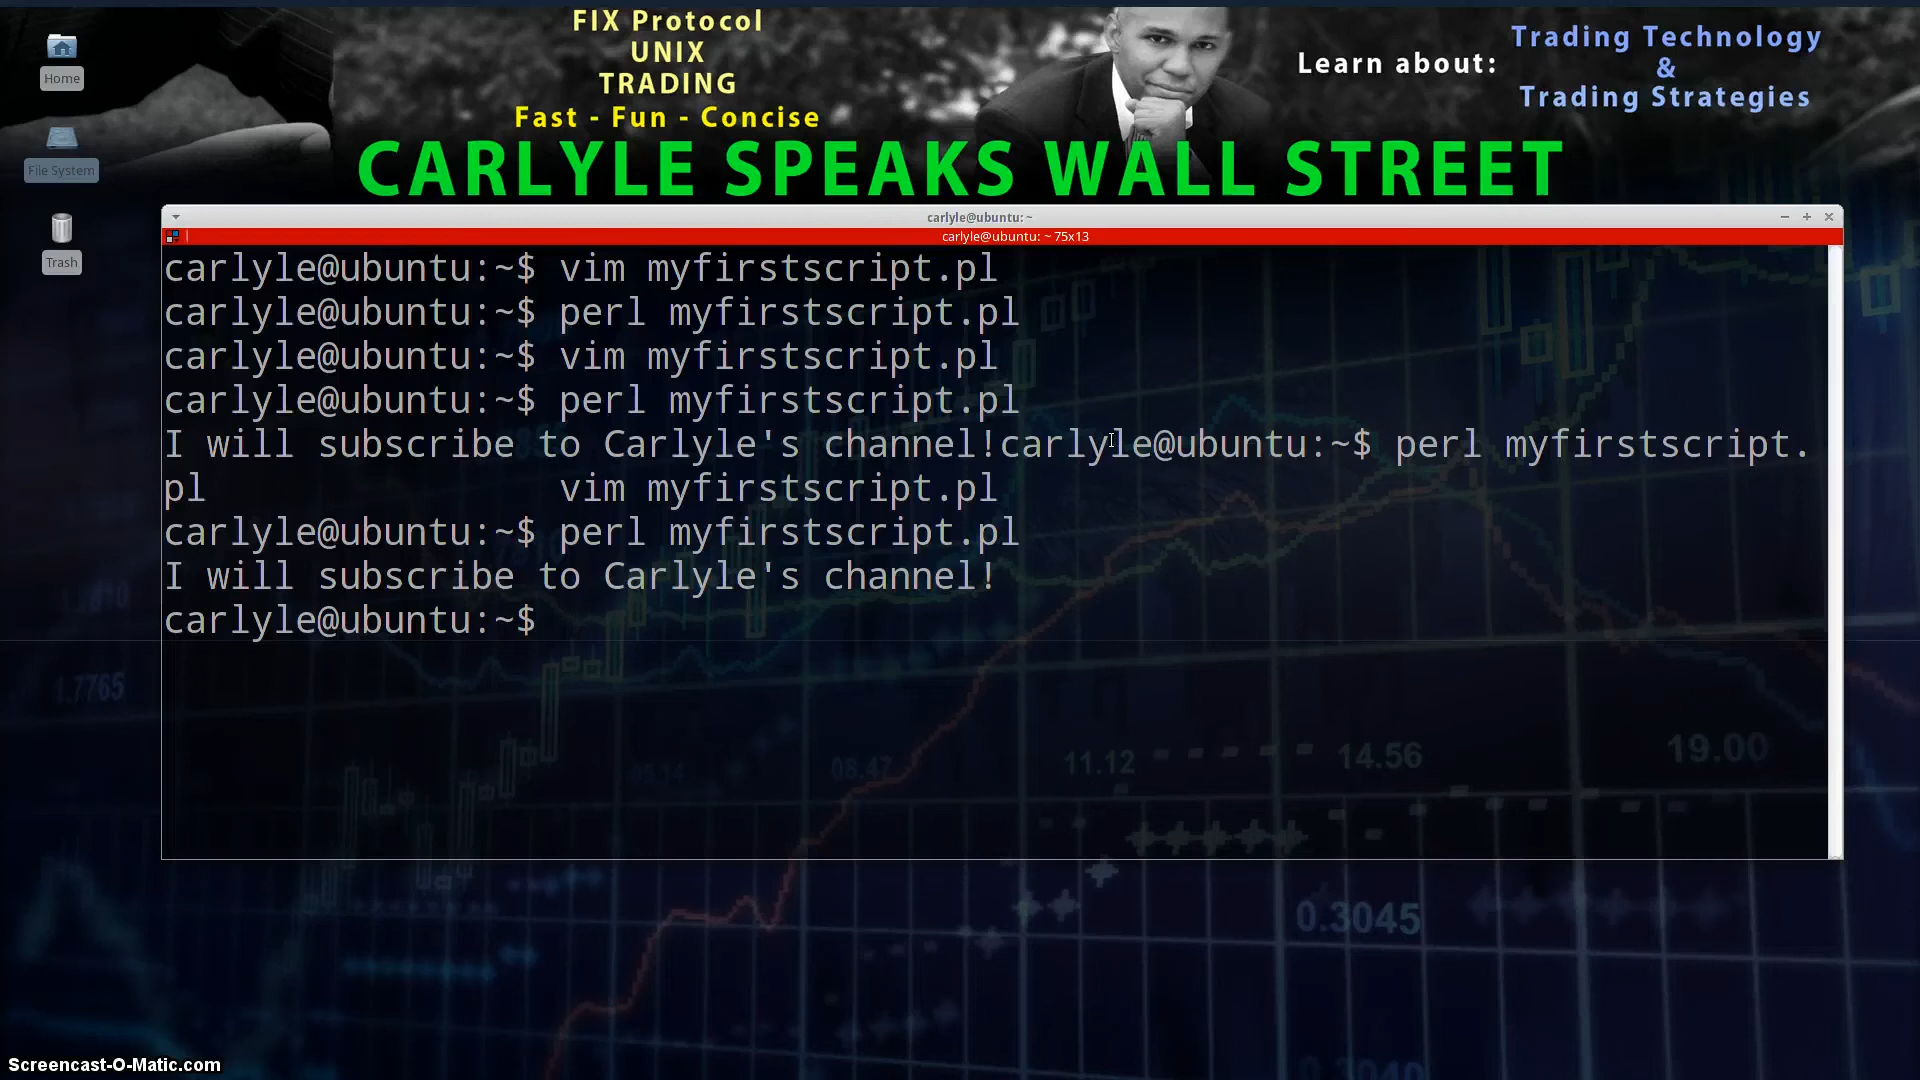 FIX Protocol
UNIX
TRADING
Fast - Fun - Concise
Learn about:
Trading Technology
&
Trading Strategies
CARLYLE SPEAKS WALL STREET
Home
File System
Trash
carlyle@ubuntu: ~
carlyle@ubuntu: ~ 75x13
carlyle@ubuntu:~$ vim myfirstscript.pl
carlyle@ubuntu:~$ perl myfirstscript.pl
carlyle@ubuntu:~$ vim myfirstscript.pl
carlyle@ubuntu:~$ perl myfirstscript.pl
I will subscribe to Carlyle's channel!carlyle@ubuntu:~$ perl myfirstscript.
pl vim myfirstscript.pl
carlyle@ubuntu:~$ perl myfirstscript.pl
I will subscribe to Carlyle's channel!
carlyle@ubuntu:~$
1.7765
08.47
11.12
14.56
19.00
0.3045
0.3040
Screencast-O-Matic.com